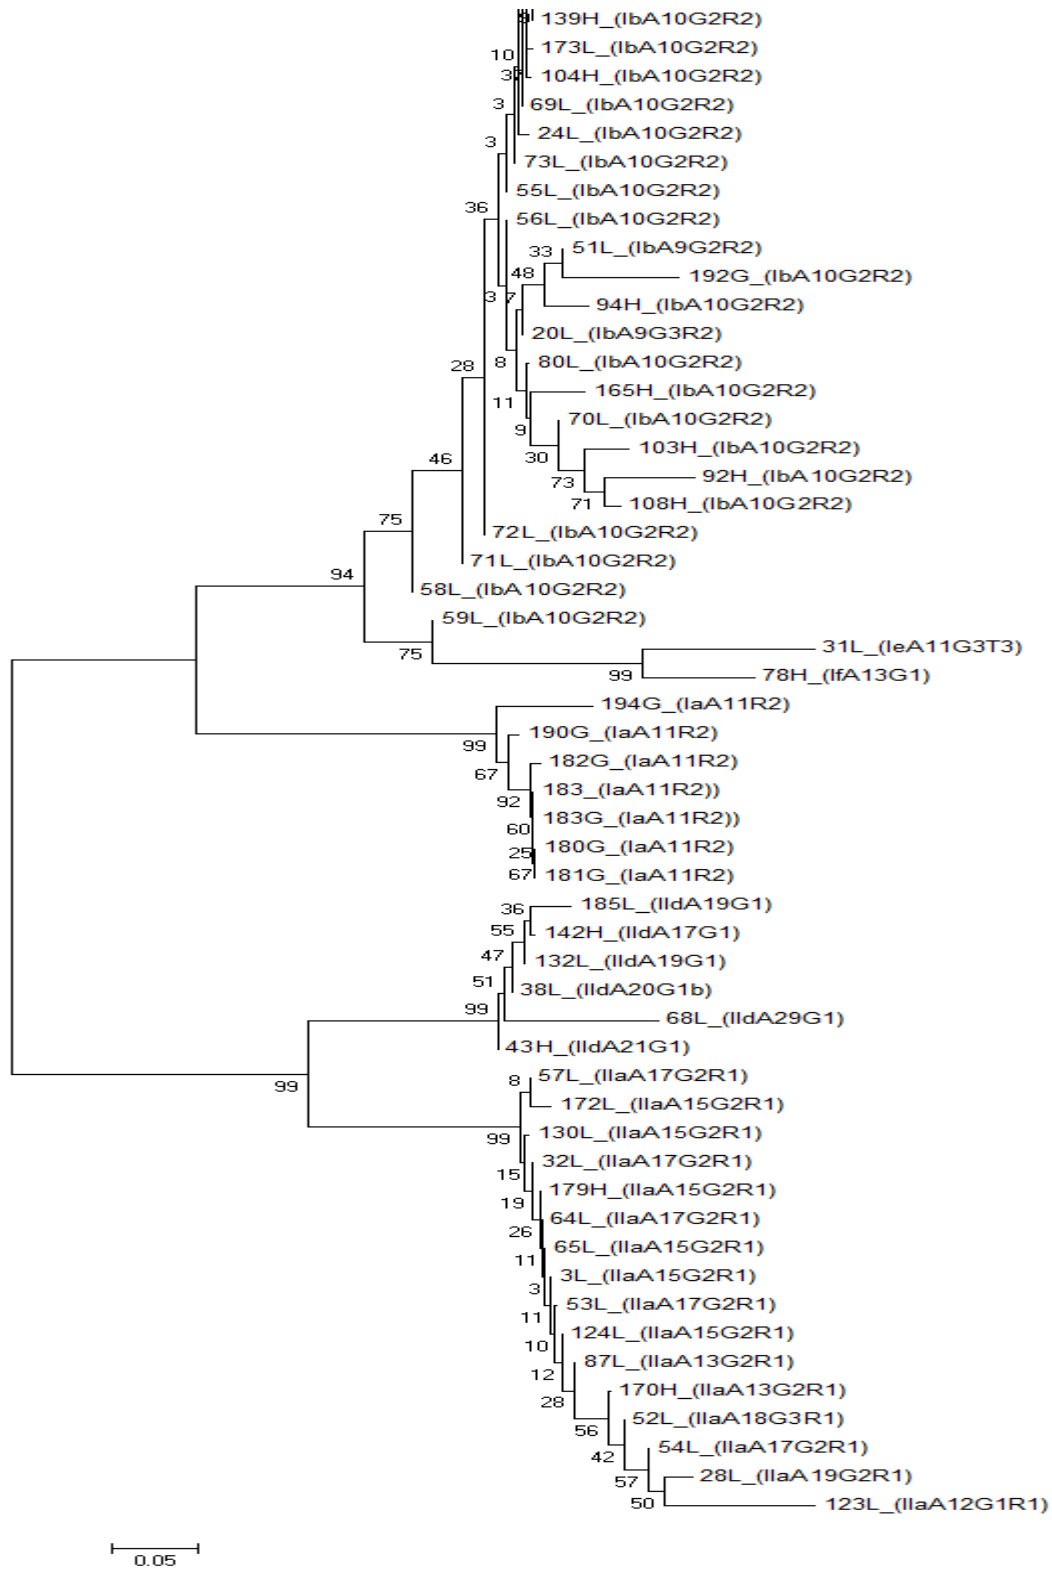 9 139H_(IbA10G2R2)
173L_(IbA10G2R2)
10
104H_(IbA10G2R2)
3
69L_(IbA10G2R2)
3
24L_(IbA10G2R2)
3
73L_(IbA10G2R2)
55L_(IbA10G2R2)
36
56L_(IbA10G2R2)
33 51L_(IbA9G2R2)
48 192G_(IbA10G2R2)
3 7 94H_(IbA10G2R2)
20L_(IbA9G3R2)
28 8 80L_(IbA10G2R2)
165H_(IbA10G2R2)
11
70L_(IbA10G2R2)
9
103H_(IbA10G2R2)
46 30
92H_(IbA10G2R2)
73
71 108H_(IbA10G2R2)
75
72L_(IbA10G2R2)
71L_(IbA10G2R2)
94
58L_(IbA10G2R2)
59L_(IbA10G2R2)
75 31L_(IeA11G3T3)
99 78H_(IfA13G1)
194G_(IaA11R2)
190G_(IaA11R2)
99
182G_(IaA11R2)
67
183_(IaA11R2))
92
183G_(IaA11R2))
60
180G_(IaA11R2)
25
67 181G_(IaA11R2)
36 185L_(IIdA19G1)
55 142H_(IIdA17G1)
47 132L_(IIdA19G1)
51 38L_(IIdA20G1b)
99 68L_(IIdA29G1)
43H_(IIdA21G1)
8 57L_(IIaA17G2R1)
99
172L_(IIaA15G2R1)
130L_(IIaA15G2R1)
99
32L_(IIaA17G2R1)
15
179H_(IIaA15G2R1)
19
64L_(IIaA17G2R1)
26
65L_(IIaA15G2R1)
11
3L_(IIaA15G2R1)
3
53L_(IIaA17G2R1)
11
124L_(IIaA15G2R1)
10
87L_(IIaA13G2R1)
12
170H_(IIaA13G2R1)
28
52L_(IIaA18G3R1)
56
54L_(IIaA17G2R1)
42
28L_(IIaA19G2R1)
57
50 123L_(IIaA12G1R1)
0.05